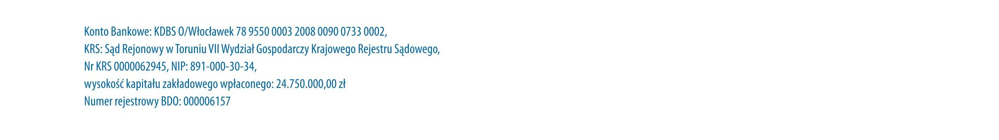 Konto Bankowe: KDBS O/Włocławek 78 9550 0003 2008 0090 0733 0002,
KRS: Sąd Rejonowy w Toruniu VII Wydział Gospodarczy Krajowego Rejestru Sądowego,
Nr KRS 0000062945, NIP: 891-000-30-34,
wysokość kapitału zakładowego wpłaconego: 24.750.000,00 zł
Numer rejestrowy BDO: 000006157